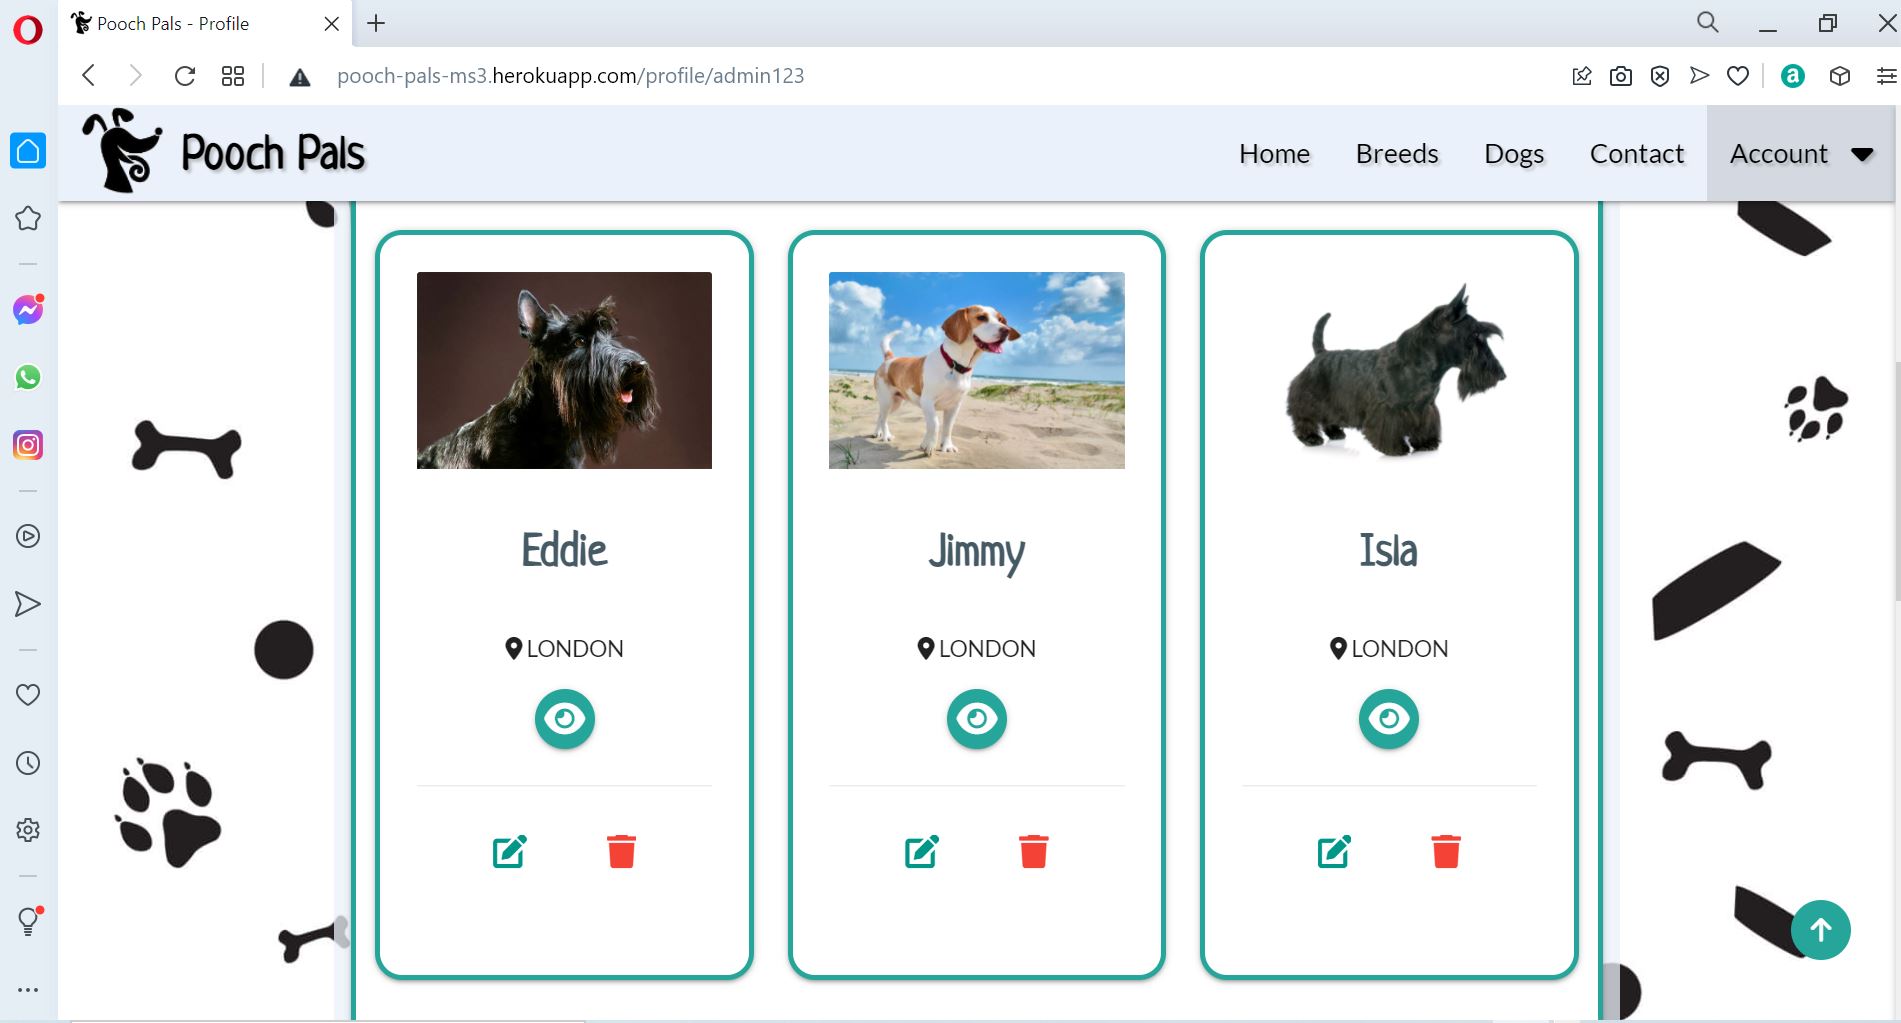 Pooch Pals - Profile
pooch-pals-ms3.herokuapp.com/profile/admin123
a
Pooch Pals
Home
Breeds
Dogs
Contact
Account
Eddie
Jimmy
Isla
LONDON
LONDON
LONDON